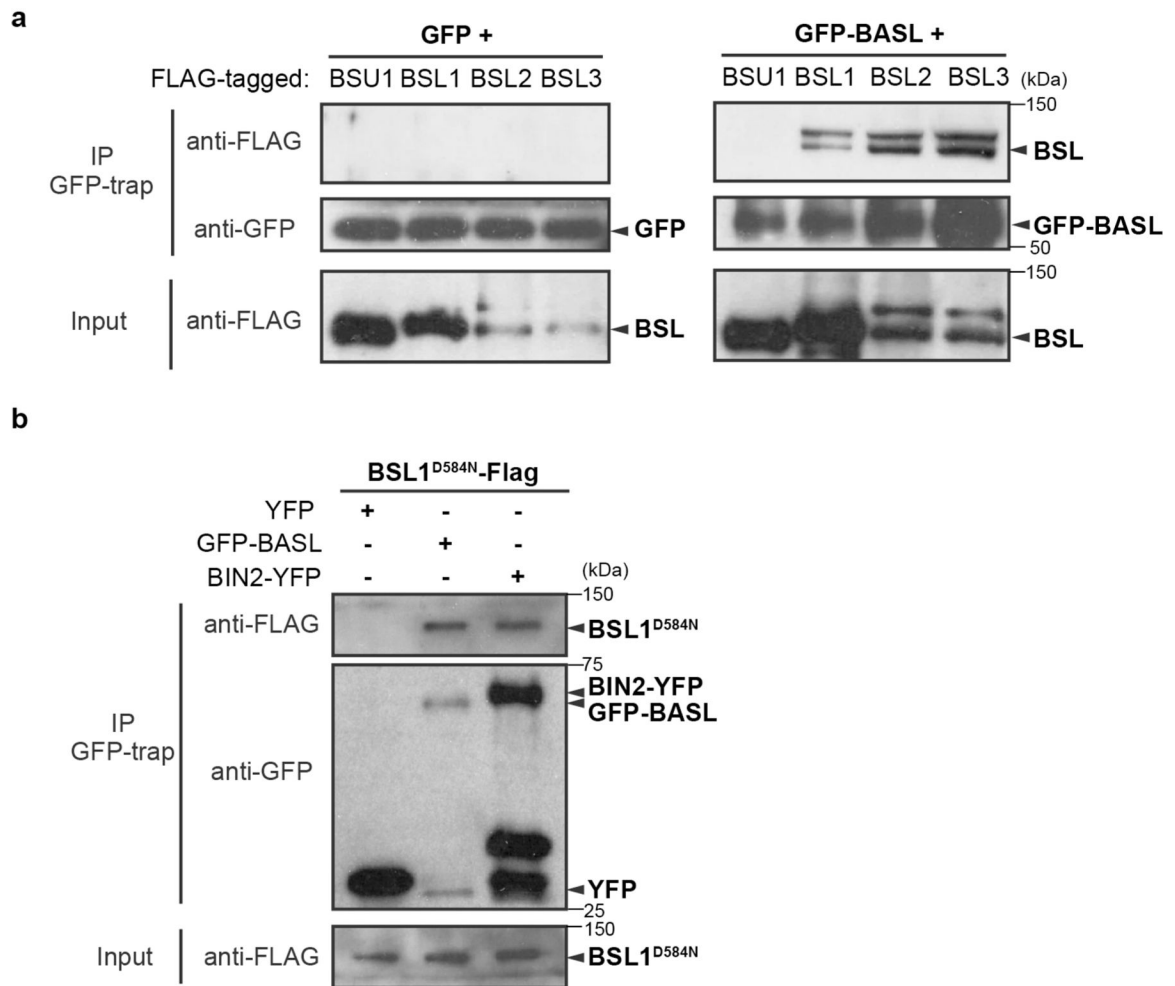 a
GFP +
GFP-BASL +
FLAG-tagged: BSU1 BSL1 BSL2 BSL3
BSU1 BSL1 BSL2 BSL3 (kDa)
150
IP
GFP-trap
anti-FLAG
BSL
anti-GFP
GFP
GFP-BASL
50
150
Input
anti-FLAG
BSL
BSL
b
BSL1D584N-Flag
YFP + - -
GFP-BASL - + -
BIN2-YFP - - +
(kDa)
150
anti-FLAG
BSL1D584N
75
BIN2-YFP
GFP-BASL
IP
GFP-trap
anti-GFP
YFP
25
150
Input
anti-FLAG
BSL1D584N